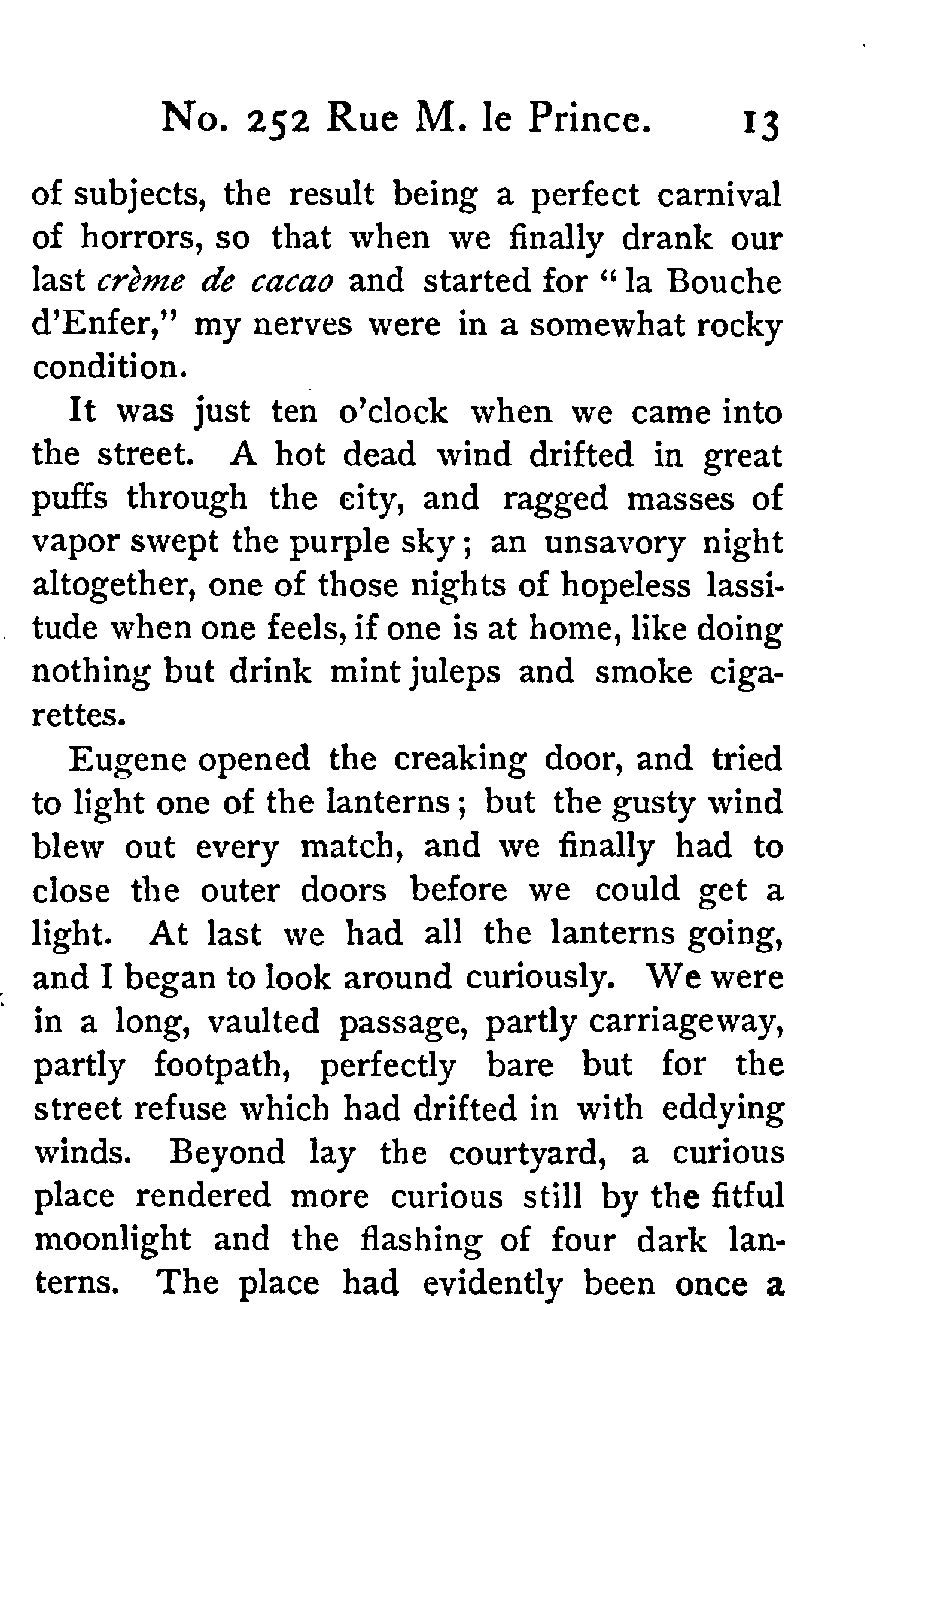 No. 252 Rue M. le Prince. 13
of subjects, the result being a perfect carnival
of horrors, so that when we finally drank our
last crème de cacao and started for “ la Bouche
d'Enfer,” my nerves were in a somewhat rocky
condition.
It was just ten o'clock when we came into
the street. A hot dead wind drifted in great
puffs through the city, and ragged masses of
vapor swept the purple sky ; an unsavory night
altogether, one of those nights of hopeless lassi-
tude when one feels, if one is at home, like doing
nothing but drink mint juleps and smoke ciga-
rettes.
Eugene opened the creaking door, and tried
to light one of the lanterns ; but the gusty wind
blew out every match, and we finally had to
close the outer doors before we could get a
light. At last we had all the lanterns going,
and I began to look around curiously. We were
in a long, vaulted passage, partly carriageway,
partly footpath, perfectly bare but for the
street refuse which had drifted in with eddying
winds. Beyond lay the courtyard, a curious
place rendered more curious still by the fitful
moonlight and the flashing of four dark lan-
terns. The place had evidently been once a